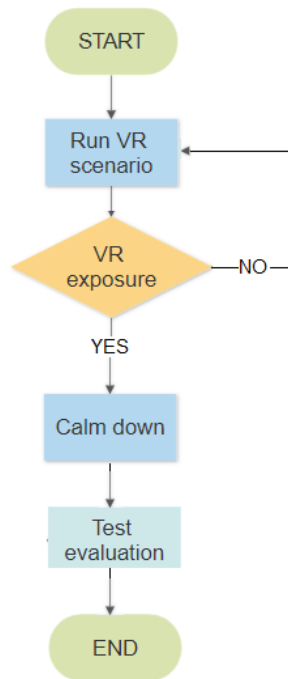 START
Run VR
scenario
VR
exposure
NO
YES
Calm down
Test
evaluation
END